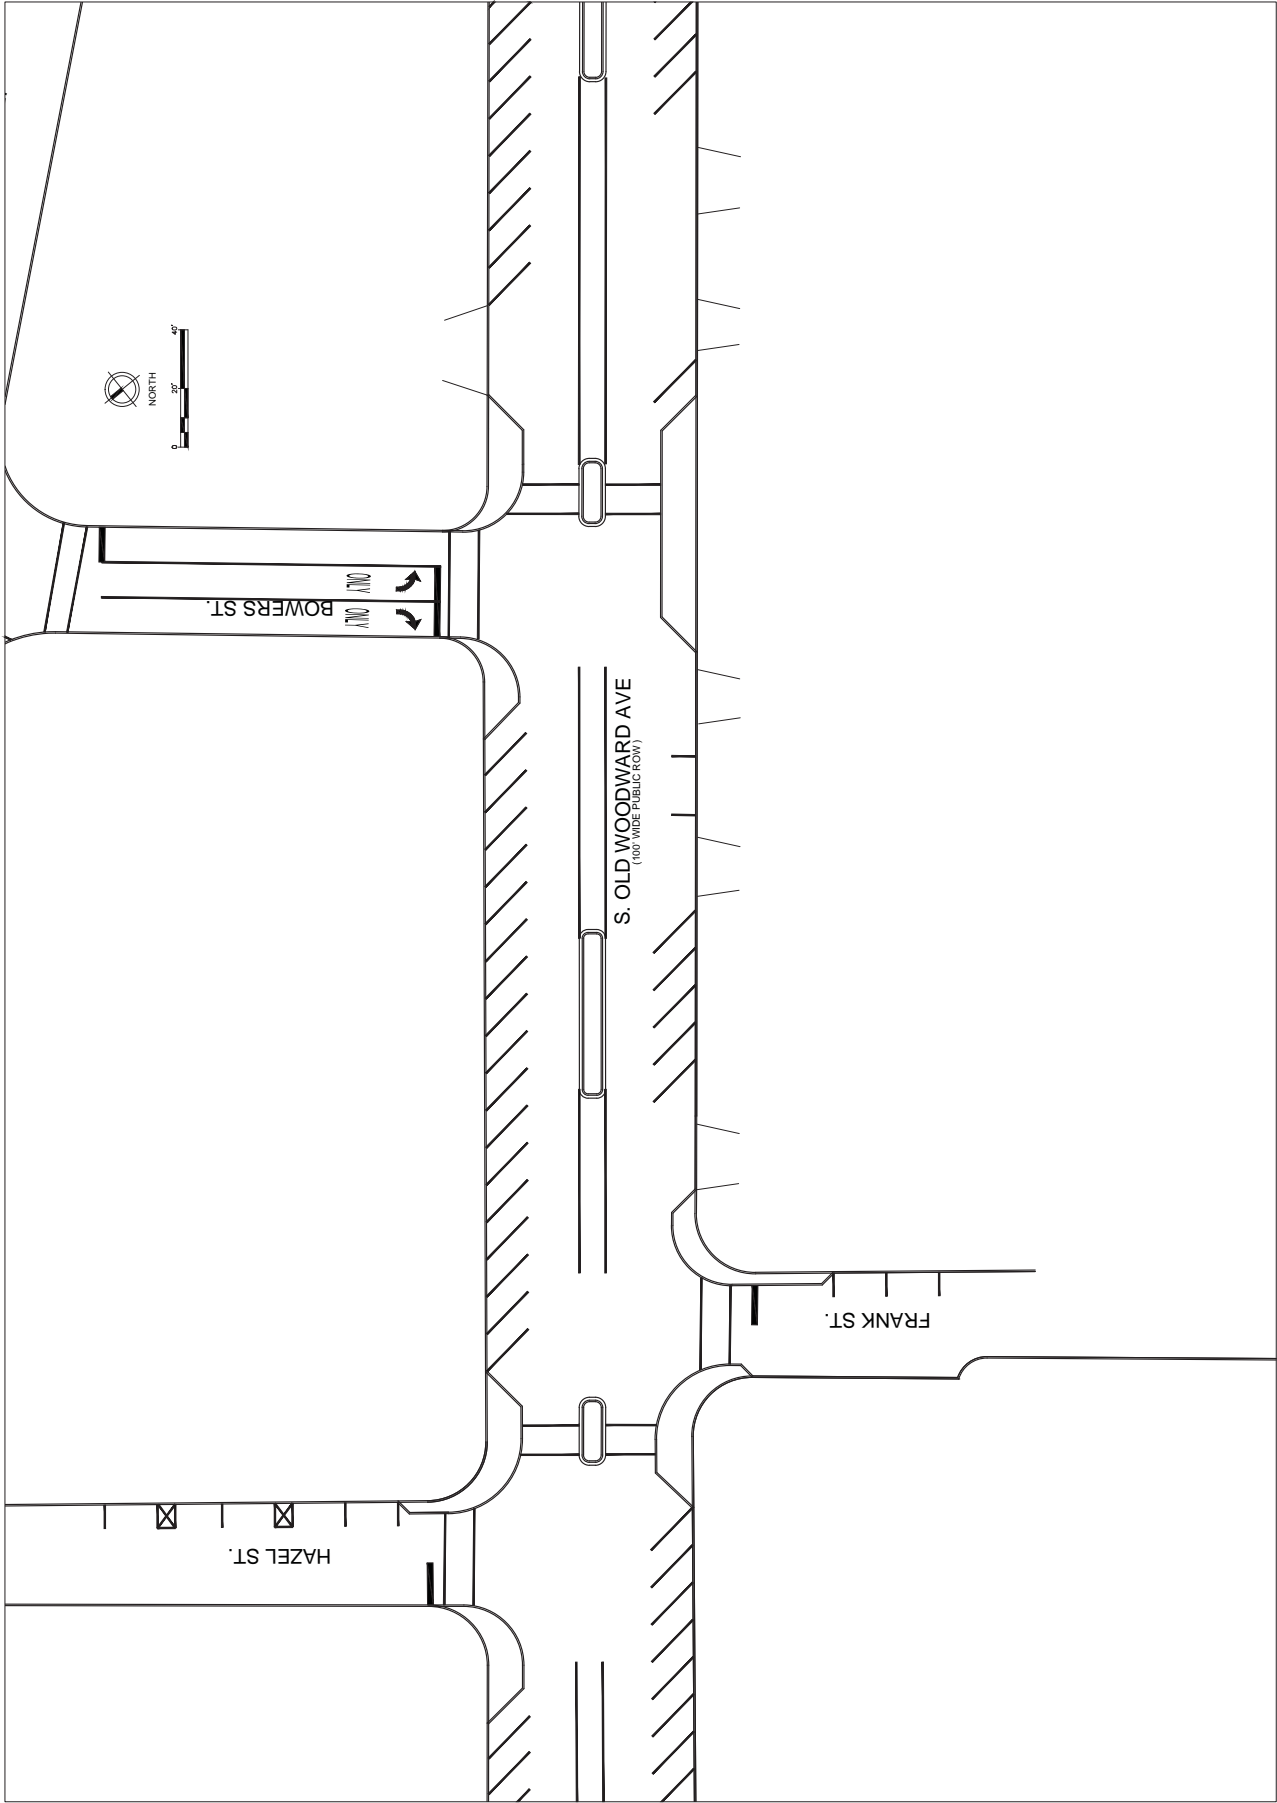 0
20'
40'
NORTH
ONLY
ONLY
BOWERS ST.
S. OLD WOODWARD AVE
(100' WIDE PUBLIC ROW )
FRANK ST.
HAZEL ST.